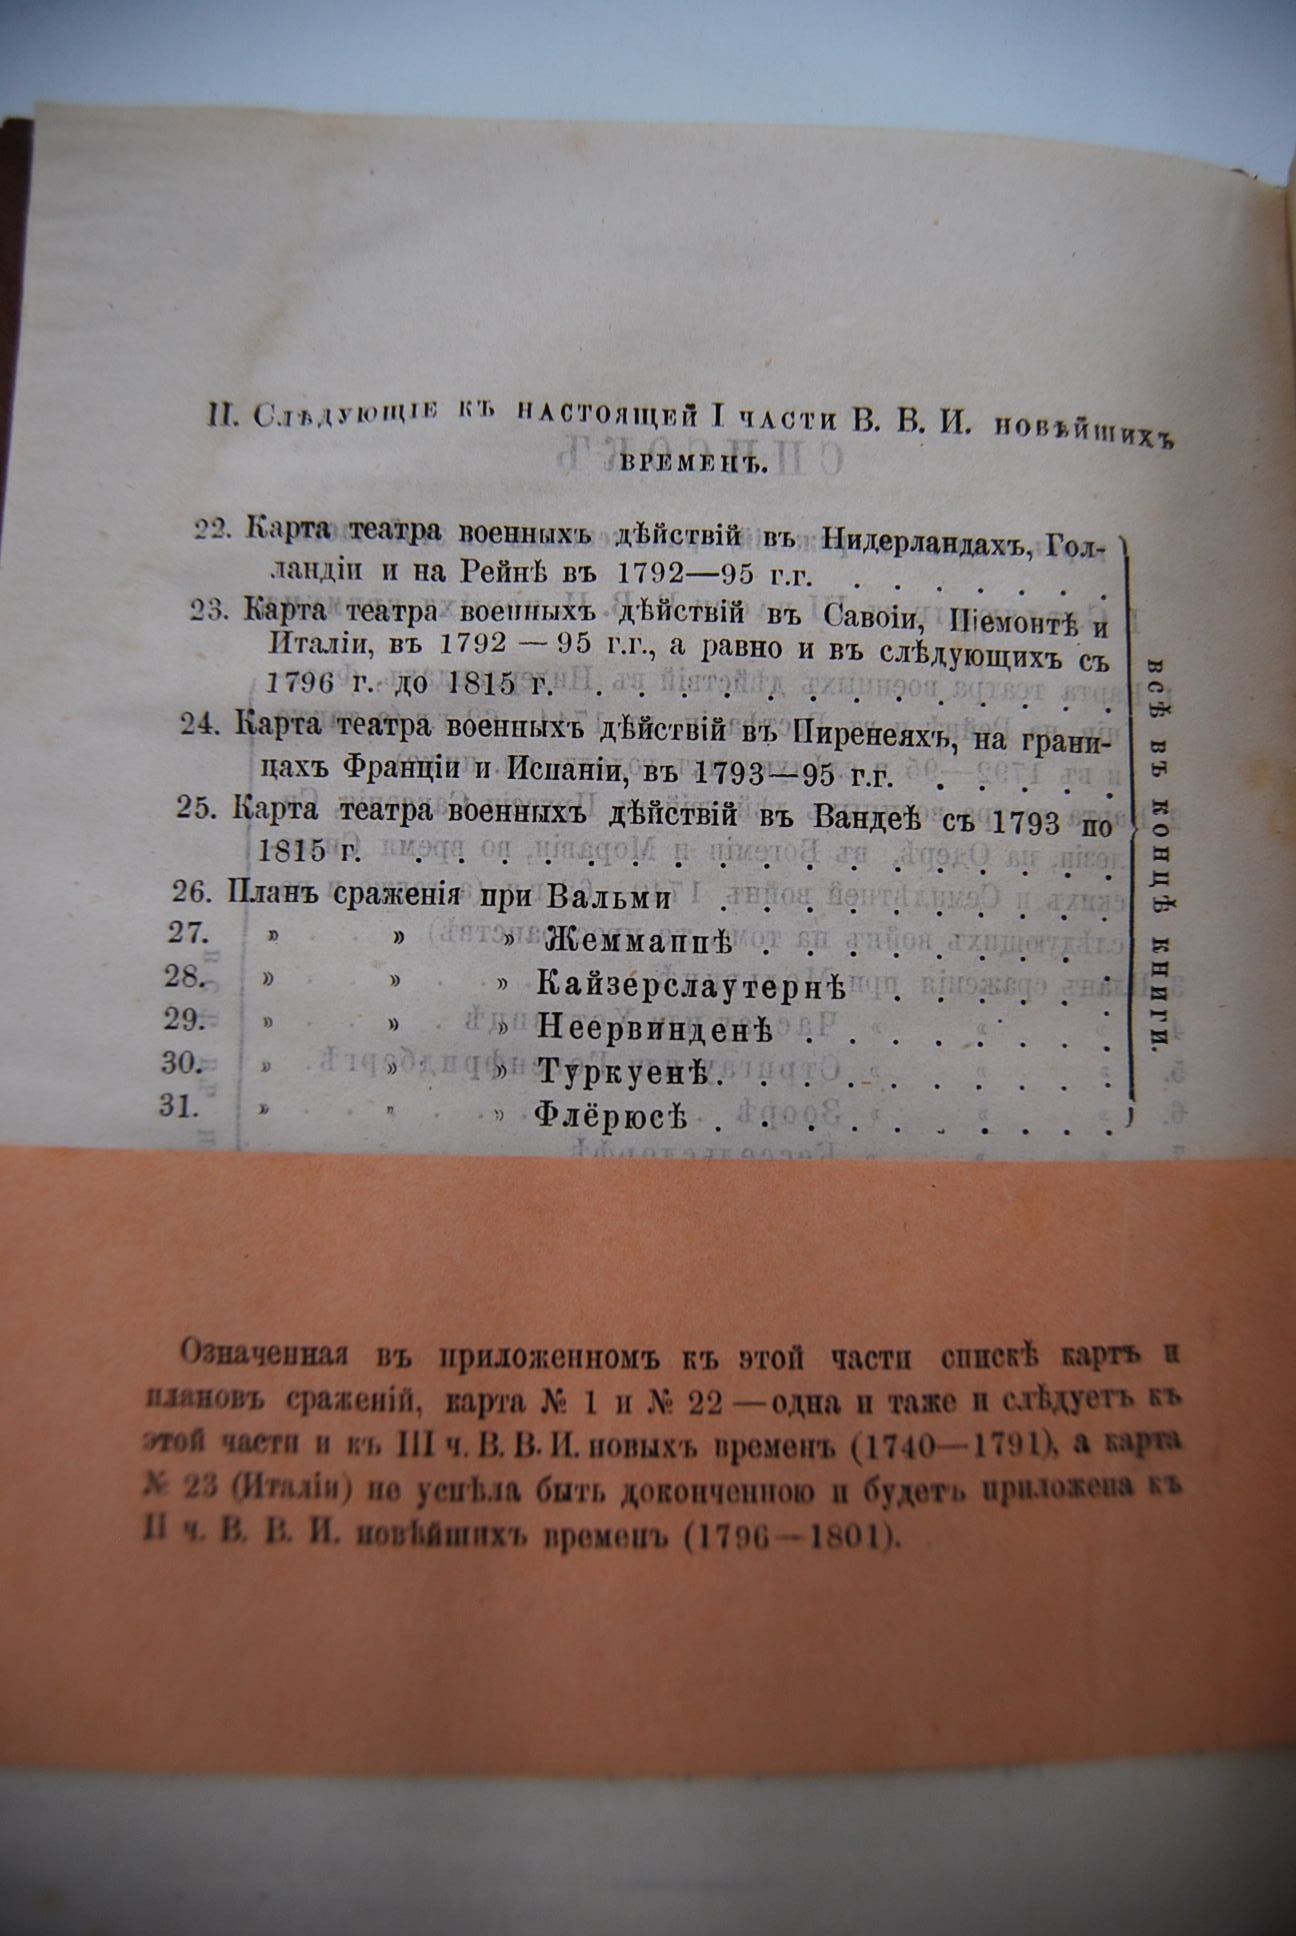 II. Слѣдующіе къ настоящей I части В. В. И. новѣйшихъ
временъ.
22. Карта театра военныхъ дѣйствій въ Нидерландахъ, Гол-
ландіи и на Рейнѣ въ 1792—95 г.г. . . . . . .
23. Карта театра военныхъ дѣйствій въ Савоіи, Піемонтѣ и
Италіи, въ 1792 — 95 г.г., а равно и въ слѣдующихъ съ
1796 г. до 1815 г. . . . . . . . . . . . .
24. Карта театра военныхъ дѣйствій въ Пиренеяхъ, на грани-
цахъ Франціи и Испаніи, въ 1793—95 г.г. . . . . .
25. Карта театра военныхъ дѣйствій въ Вандеѣ съ 1793 по
1815 г. . . . . . . . . . . . . . . . .
26. Планъ сраженія при Вальми . . . . . . . . .
27. » » » Жеммаппѣ . . . . . . . .
28. » » » Кайзерслаутернѣ . . . . . .
29. » » » Неервинденѣ . . . . . . . .
30. » » » Туркуенѣ. . . . . . . . . .
31. » » » Флёрюсѣ . . . . . . . . . .
всѣ въ концѣ книги.
Означенная въ приложенномъ къ этой части спискѣ картъ и
плановъ сраженій, карта № 1 и № 22 — одна и таже и слѣдуетъ къ
этой части и къ III ч. В. В. И. новыхъ временъ (1740—1791), а карта
№ 23 (Италіи) не успѣла быть доконченною и будетъ приложена къ
II ч. В. В. И. новѣйшихъ временъ (1796—1801).